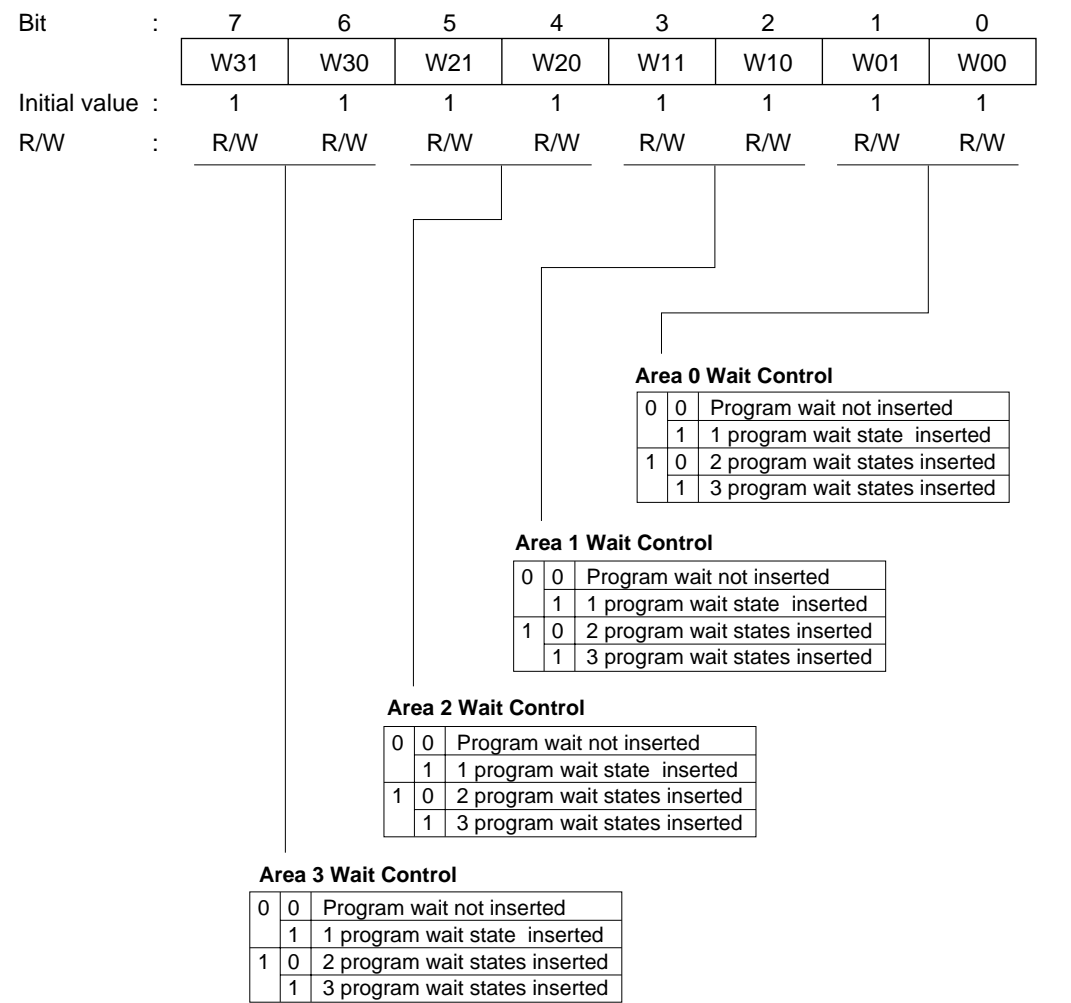 Bit : 7 6 5 4 3 2 1 0
W31 W30 W21 W20 W11 W10 W01 W00
Initial value : 1 1 1 1 1 1 1 1
R/W : R/W R/W R/W R/W R/W R/W R/W R/W
Area 0 Wait Control
0 0 Program wait not inserted
1 1 program wait state inserted
1 0 2 program wait states inserted
1 3 program wait states inserted
Area 1 Wait Control
0 0 Program wait not inserted
1 1 program wait state inserted
1 0 2 program wait states inserted
1 3 program wait states inserted
Area 2 Wait Control
0 0 Program wait not inserted
1 1 program wait state inserted
1 0 2 program wait states inserted
1 3 program wait states inserted
Area 3 Wait Control
0 0 Program wait not inserted
1 1 program wait state inserted
1 0 2 program wait states inserted
1 3 program wait states inserted